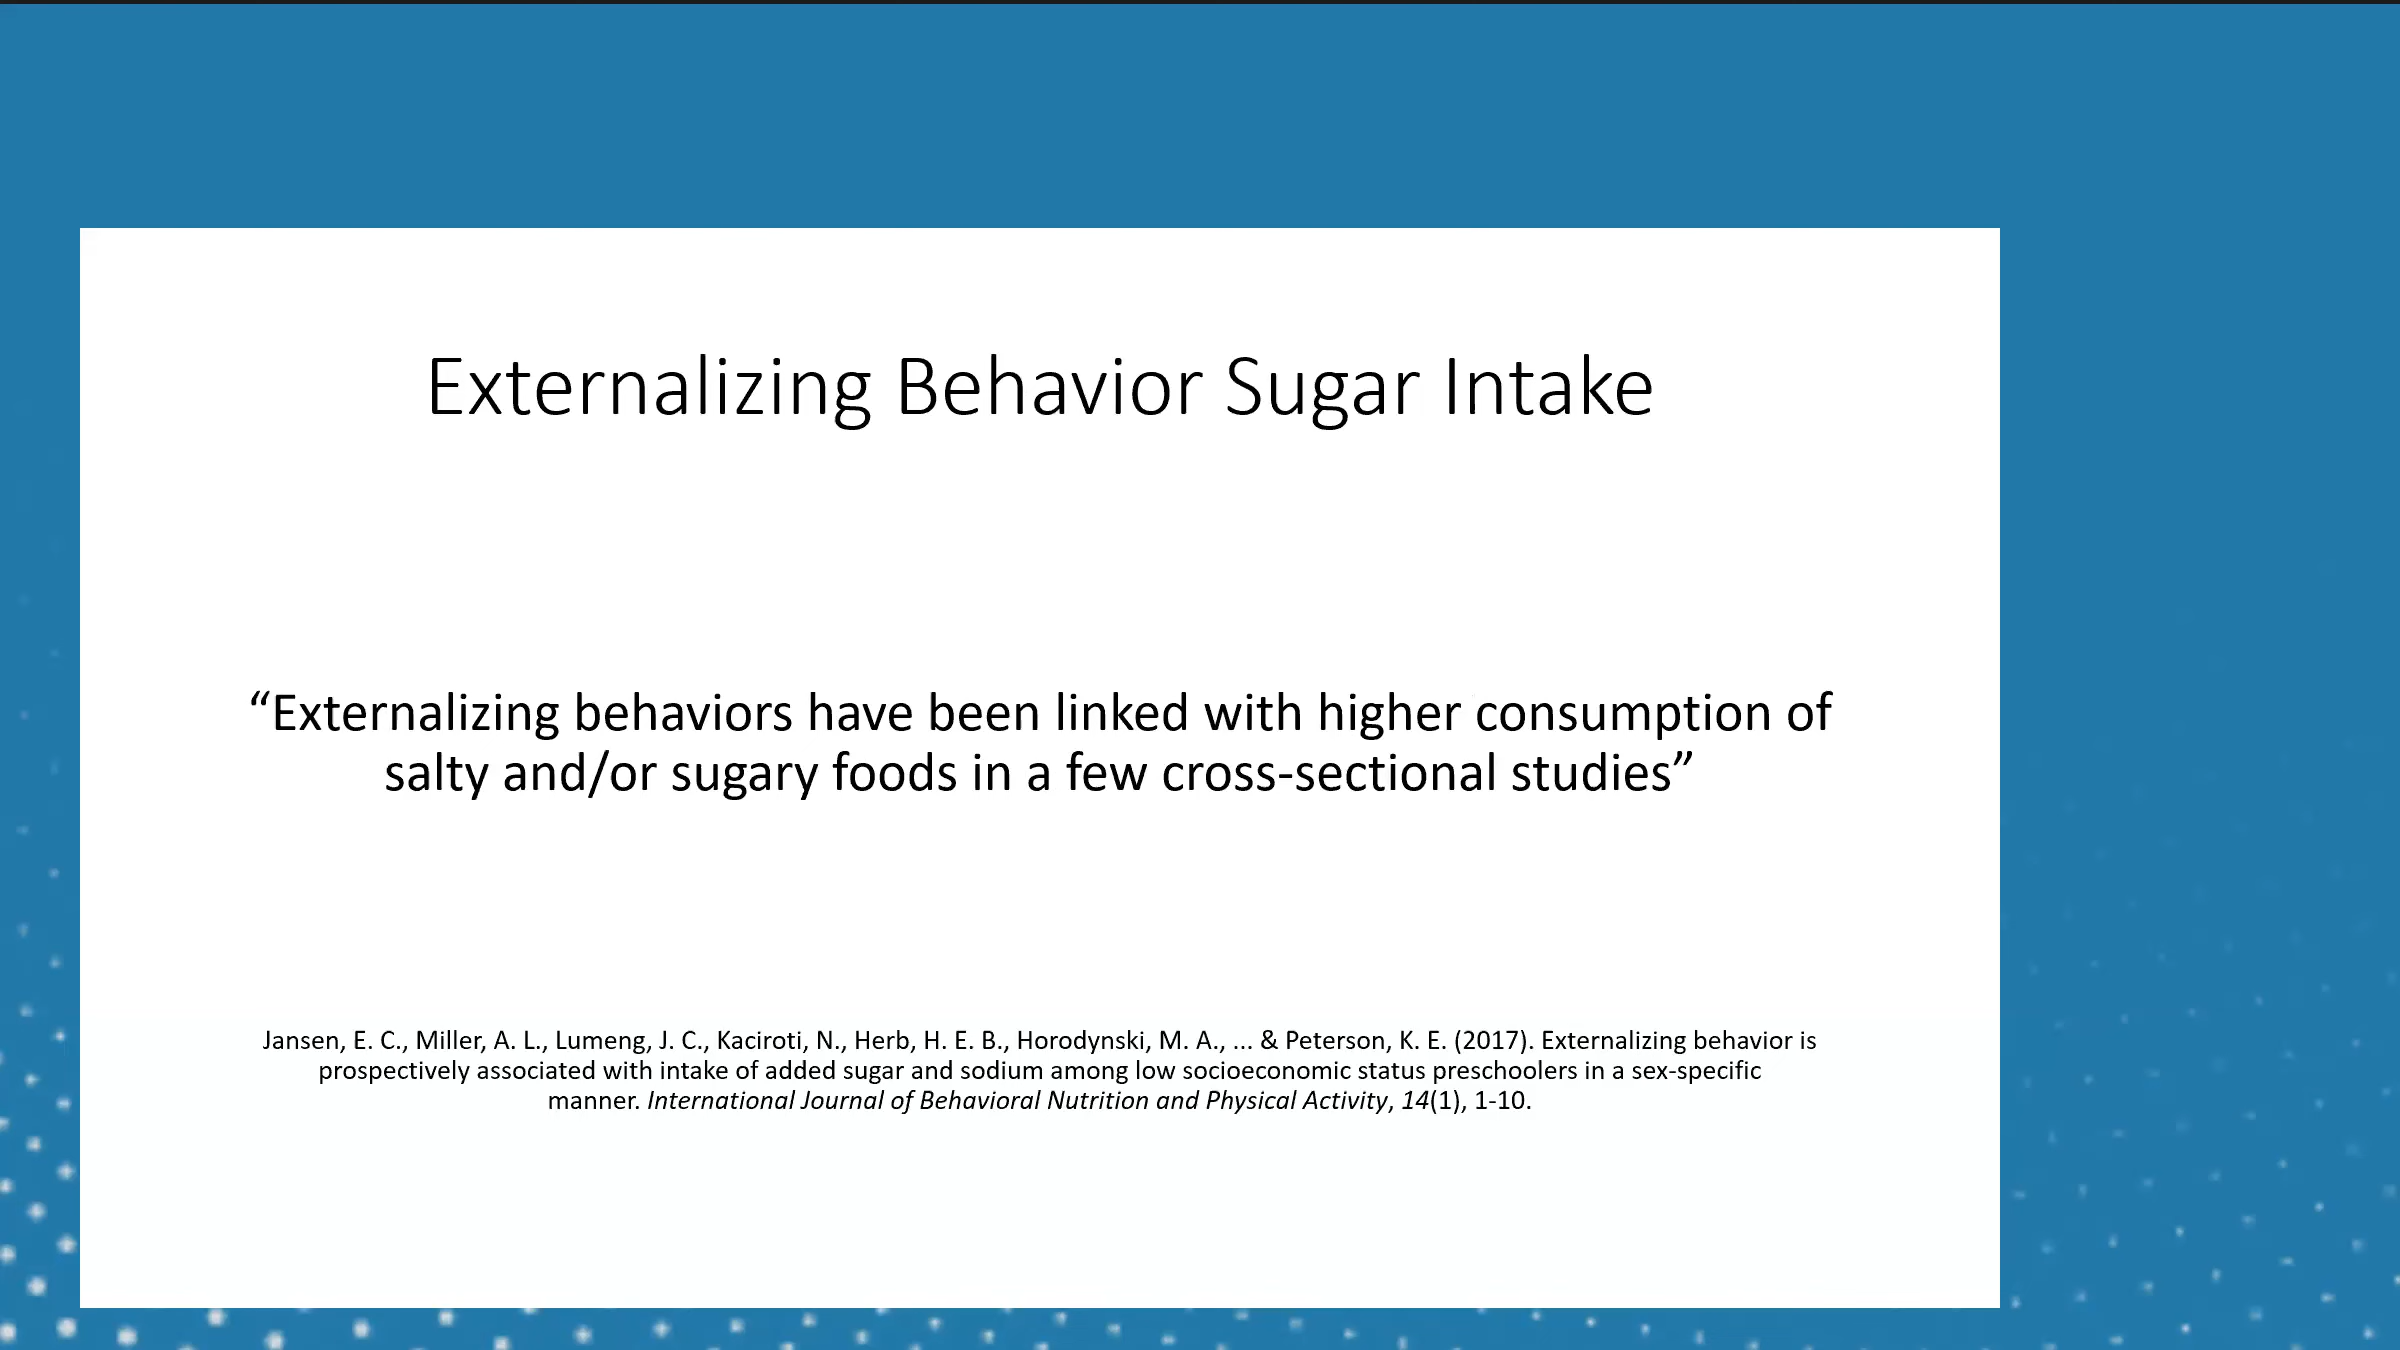 Externalizing Behavior Sugar Intake
“Externalizing behaviors have been linked with higher consumption of
salty and/or sugary foods in a few cross-sectional studies”
Jansen, E. C., Miller, A. L., Lumeng, J. C., Kaciroti, N., Herb, H. E. B., Horodynski, M. A., ... & Peterson, K. E. (2017). Externalizing behavior is
prospectively associated with intake of added sugar and sodium among low socioeconomic status preschoolers in a sex-specific
manner. International Journal of Behavioral Nutrition and Physical Activity, 14(1), 1-10.